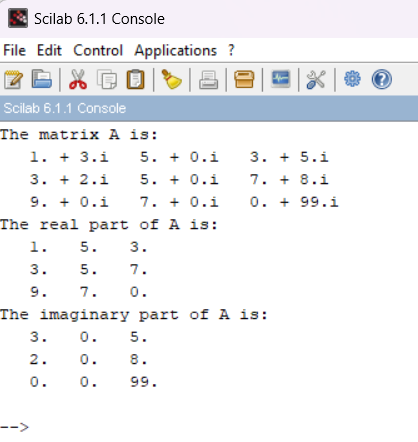 Scilab 6.1.1 Console
File Edit Control Applications ?
Scilab 6.1.1 Console
The matrix A is:
1. + 3.i 5. + 0.i 3. + 5.i
3. + 2.i 5. + 0.i 7. + 8.i
9. + 0.i 7. + 0.i 0. + 99.i
The real part of A is:
1. 5. 3.
3. 5. 7.
9. 7. 0.
The imaginary part of A is:
3. 0. 5.
2. 0. 8.
0. 0. 99.
-->